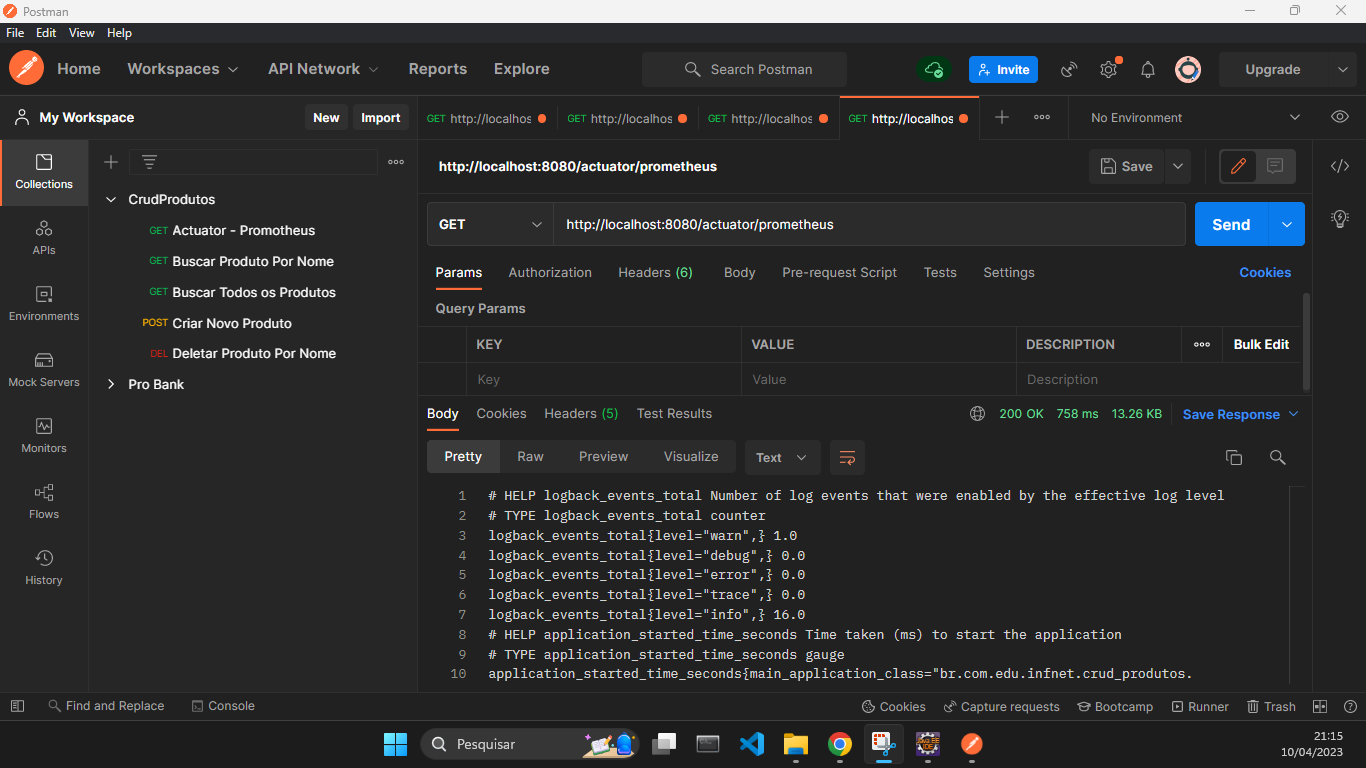 Postman
File Edit View Help
Home Workspaces API Network Reports Explore Search Postman Invite Upgrade
My Workspace New Import
GET http://localhos GET http://localhos GET http://localhos GET http://localhos No Environment
Collections
APIs
Environments
Mock Servers
Monitors
Flows
History
CrudProdutos
GET Actuator - Promotheus
GET Buscar Produto Por Nome
GET Buscar Todos os Produtos
POST Criar Novo Produto
DEL Deletar Produto Por Nome
Pro Bank
http://localhost:8080/actuator/prometheus Save
GET http://localhost:8080/actuator/prometheus Send
Params Authorization Headers (6) Body Pre-request Script Tests Settings Cookies
Query Params
KEY VALUE DESCRIPTION Bulk Edit
Key Value Description
Body Cookies Headers (5) Test Results 200 OK 758 ms 13.26 KB Save Response
Pretty Raw Preview Visualize Text
1 # HELP logback_events_total Number of log events that were enabled by the effective log level
2 # TYPE logback_events_total counter
3 logback_events_total{level="warn",} 1.0
4 logback_events_total{level="debug",} 0.0
5 logback_events_total{level="error",} 0.0
6 logback_events_total{level="trace",} 0.0
7 logback_events_total{level="info",} 16.0
8 # HELP application_started_time_seconds Time taken (ms) to start the application
9 # TYPE application_started_time_seconds gauge
10 application_started_time_seconds{main_application_class="br.com.edu.infnet.crud_produtos.
Find and Replace Console Cookies Capture requests Bootcamp Runner Trash
Pesquisar
JAVA EE
IDE
21:15
10/04/2023